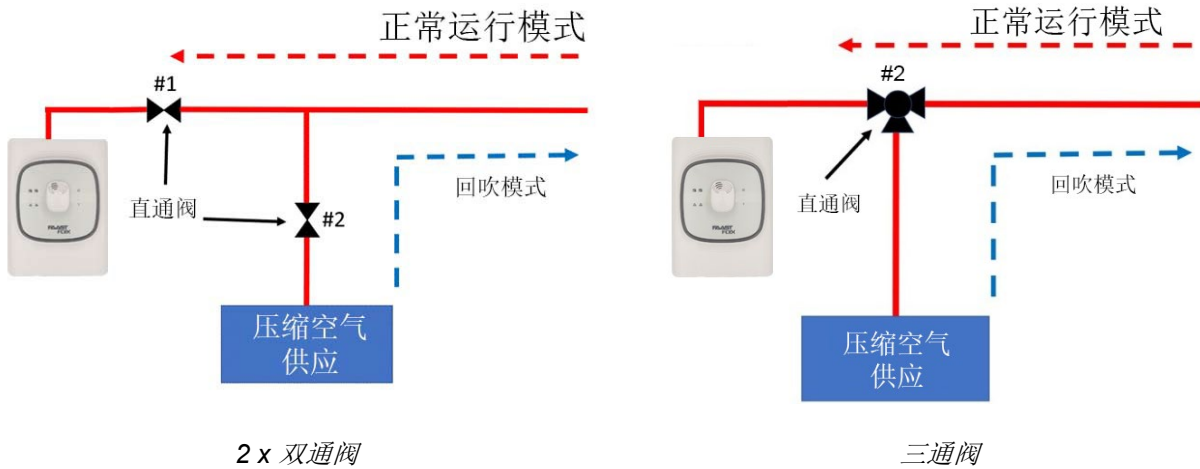 正常运行模式
#1
直通阀
#2
回吹模式
压缩空气
供应
2 x 双通阀
正常运行模式
#2
直通阀
回吹模式
压缩空气
供应
三通阀